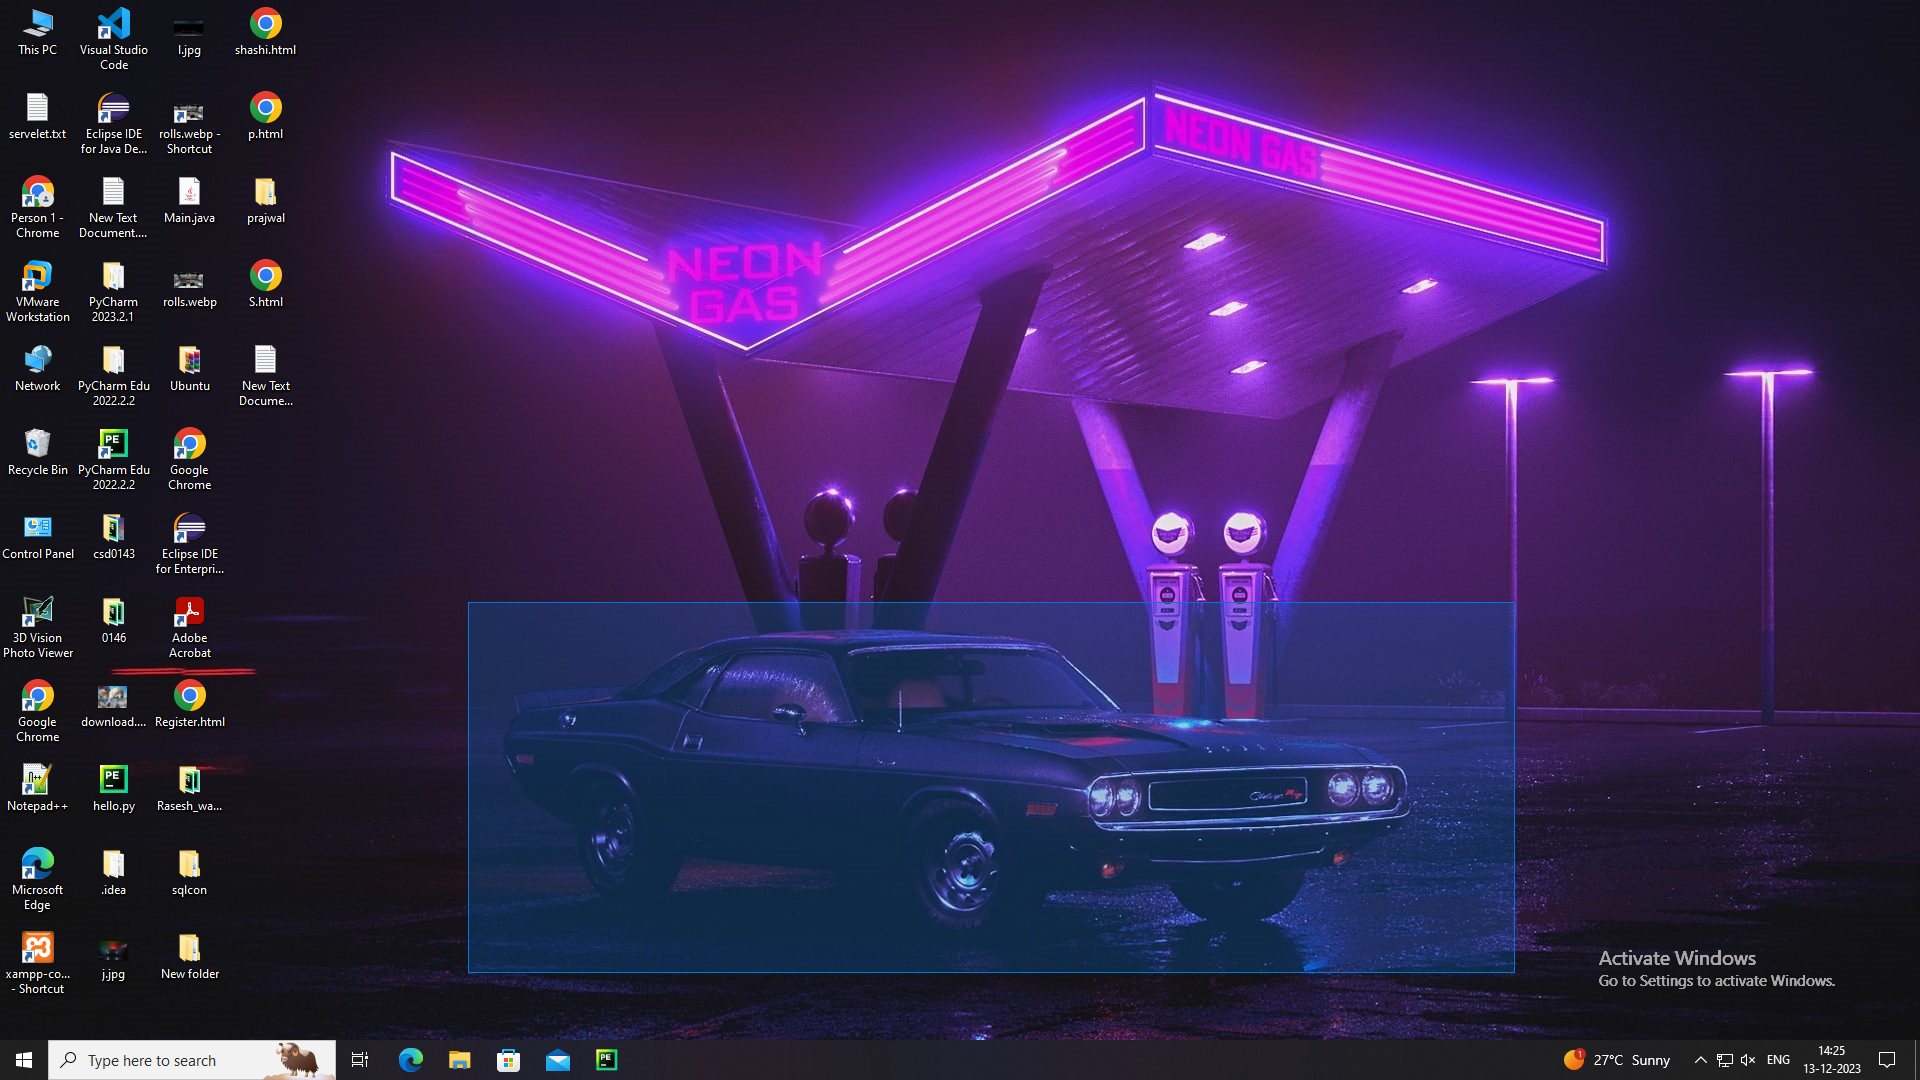 This PC
Visual Studio
Code
l.jpg
shashi.html
servelet.txt
Eclipse IDE
for Java De...
rolls.webp -
Shortcut
p.html
Person 1 -
Chrome
New Text
Document....
Main.java
prajwal
VMware
Workstation
PyCharm
2023.2.1
rolls.webp
S.html
Network
PyCharm Edu
2022.2.2
Ubuntu
New Text
Docume...
Recycle Bin
PyCharm Edu
2022.2.2
Google
Chrome
Control Panel
csd0143
Eclipse IDE
for Enterpri...
3D Vision
Photo Viewer
0146
Adobe
Acrobat
Google
Chrome
download....
Register.html
Notepad++
hello.py
Rasesh_wa...
Microsoft
Edge
.idea
sqlcon
xampp-co...
- Shortcut
j.jpg
New folder
NEON GAS
NEON
GAS
Challenger R/T
Activate Windows
Go to Settings to activate Windows.
Type here to search
PE
1
27°C Sunny
ENG
14:25
13-12-2023